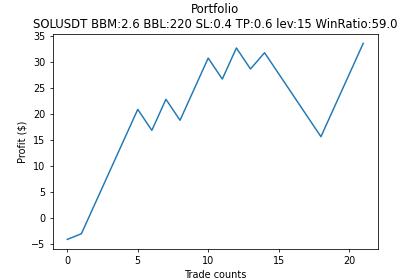 Portfolio
SOLUSDT BBM:2.6 BBL:220 SL:0.4 TP:0.6 lev:15 WinRatio:59.0
35
30
25
20
15
10
5
0
−5
Profit ($)
0 5 10 15 20
Trade counts